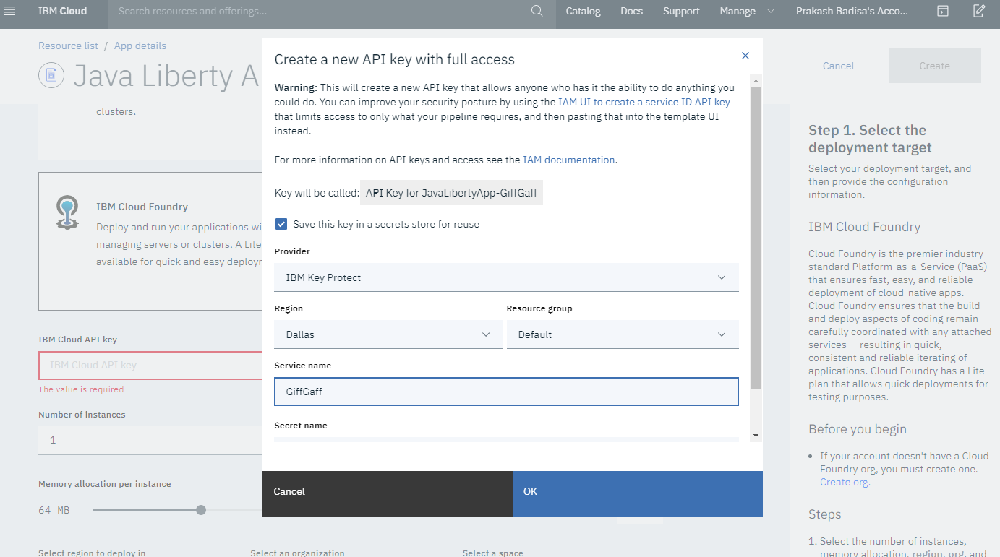 IBM Cloud
Search resources and offerings...
Catalog
Docs
Support
Manage
Prakash Badisa's Acco...
Resource list / App details
Java Liberty A
Cancel
Create
clusters.
IBM Cloud Foundry
Deploy and run your applications wi
managing servers or clusters. A Lite
available for quick and easy deploym
IBM Cloud API key
IBM Cloud API key
The value is required.
Number of instances
1
Memory allocation per instance
64 MB
Select region to deploy in
Select an organization
Select a space
Create a new API key with full access
Warning: This will create a new API key that allows anyone who has it the ability to do anything you
could do. You can improve your security posture by using the IAM UI to create a service ID API key
that limits access to only what your pipeline requires, and then pasting that into the template UI
instead.
For more information on API keys and access see the IAM documentation.
Key will be called: API Key for JavaLibertyApp-GiffGaff
Save this key in a secrets store for reuse
Provider
IBM Key Protect
Region
Resource group
Dallas
Default
Service name
GiffGaff
Secret name
Cancel
OK
Step 1. Select the
deployment target
Select your deployment target, and
then provide the configuration
information.
IBM Cloud Foundry
Cloud Foundry is the premier industry
standard Platform-as-a-Service (PaaS)
that ensures fast, easy, and reliable
deployment of cloud-native apps.
Cloud Foundry ensures that the build
and deploy aspects of coding remain
carefully coordinated with any attached
services — resulting in quick,
consistent and reliable iterating of
applications. Cloud Foundry has a Lite
plan that allows quick deployments for
testing purposes.
Before you begin
• If your account doesn't have a Cloud
Foundry org, you must create one.
Create org.
Steps
1. Select the number of instances,
memory allocation, region, org, and